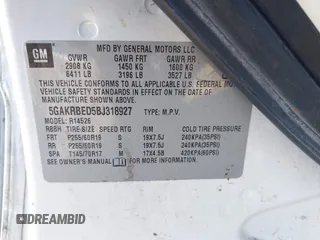 GM
MFD BY GENERAL MOTORS LLC
GVWR GAWR FRT GAWR RR
2908 KG 1450 KG 1600 KG
6411 LB 3196 LB 3527 LB
THIS VEHICLE CONFORMS TO ALL APPLICABLE U.S. FEDERAL
MOTOR VEHICLE SAFETY AND THEFT PREVENTION STANDARDS
IN EFFECT ON THE DATE OF MANUFACTURE SHOWN ABOVE.
5GAKRBED5BJ318927 TYPE: M.P.V.
MODEL: R14526
TIRE SIZE SPEED RTG RIM COLD TIRE PRESSURE
FRT P255/60R19 S 19X7.5J 240KPA(35PSI)
RR P255/60R19 S 19X7.5J 240KPA(35PSI)
SPA T145/70R17 M 17X4.5B 420KPA(60PSI)
SEE OWNER'S MANUAL FOR MORE INFORMATION.